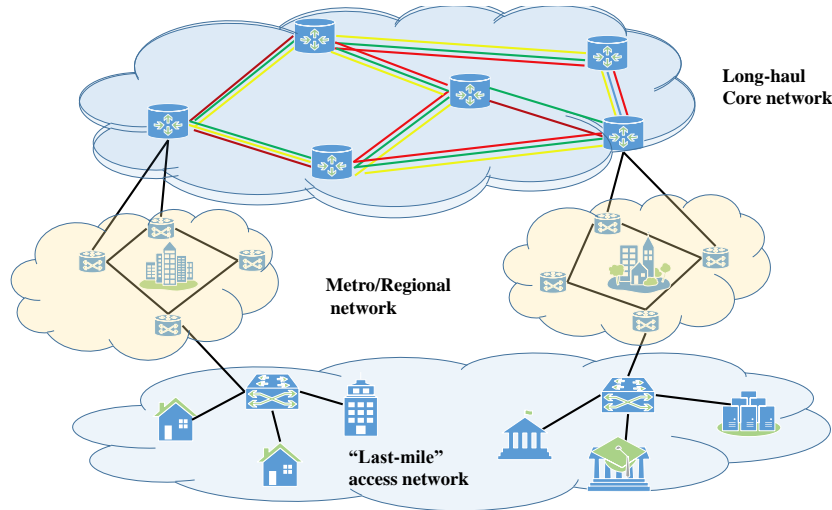 Long-haul
Core network
Metro/Regional
network
“Last-mile”
access network